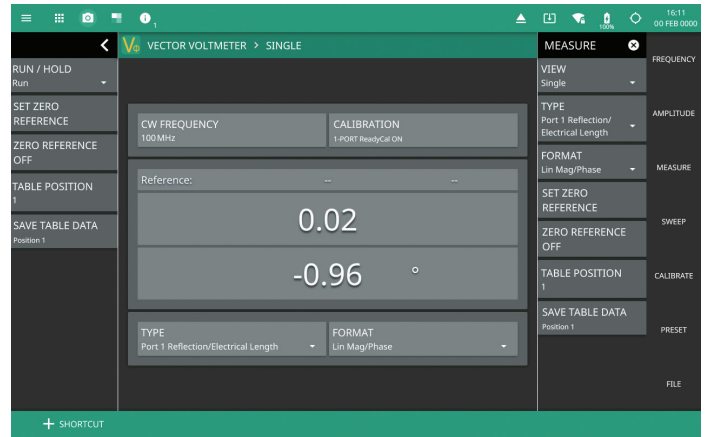 1
100%
16:11
00 FEB 0000
RUN / HOLD
Run
SET ZERO
REFERENCE
ZERO REFERENCE
OFF
TABLE POSITION
1
SAVE TABLE DATA
Position 1
+ SHORTCUT
VΦ VECTOR VOLTMETER > SINGLE
CW FREQUENCY
100 MHz
CALIBRATION
1-PORT ReadyCal ON
Reference: -- --
0.02
-0.96 °
TYPE
Port 1 Reflection/Electrical Length
FORMAT
Lin Mag/Phase
MEASURE
VIEW
Single
TYPE
Port 1 Reflection/
Electrical Length
FORMAT
Lin Mag/Phase
SET ZERO
REFERENCE
ZERO REFERENCE
OFF
TABLE POSITION
1
SAVE TABLE DATA
Position 1
FREQUENCY
AMPLITUDE
MEASURE
SWEEP
CALIBRATE
PRESET
FILE